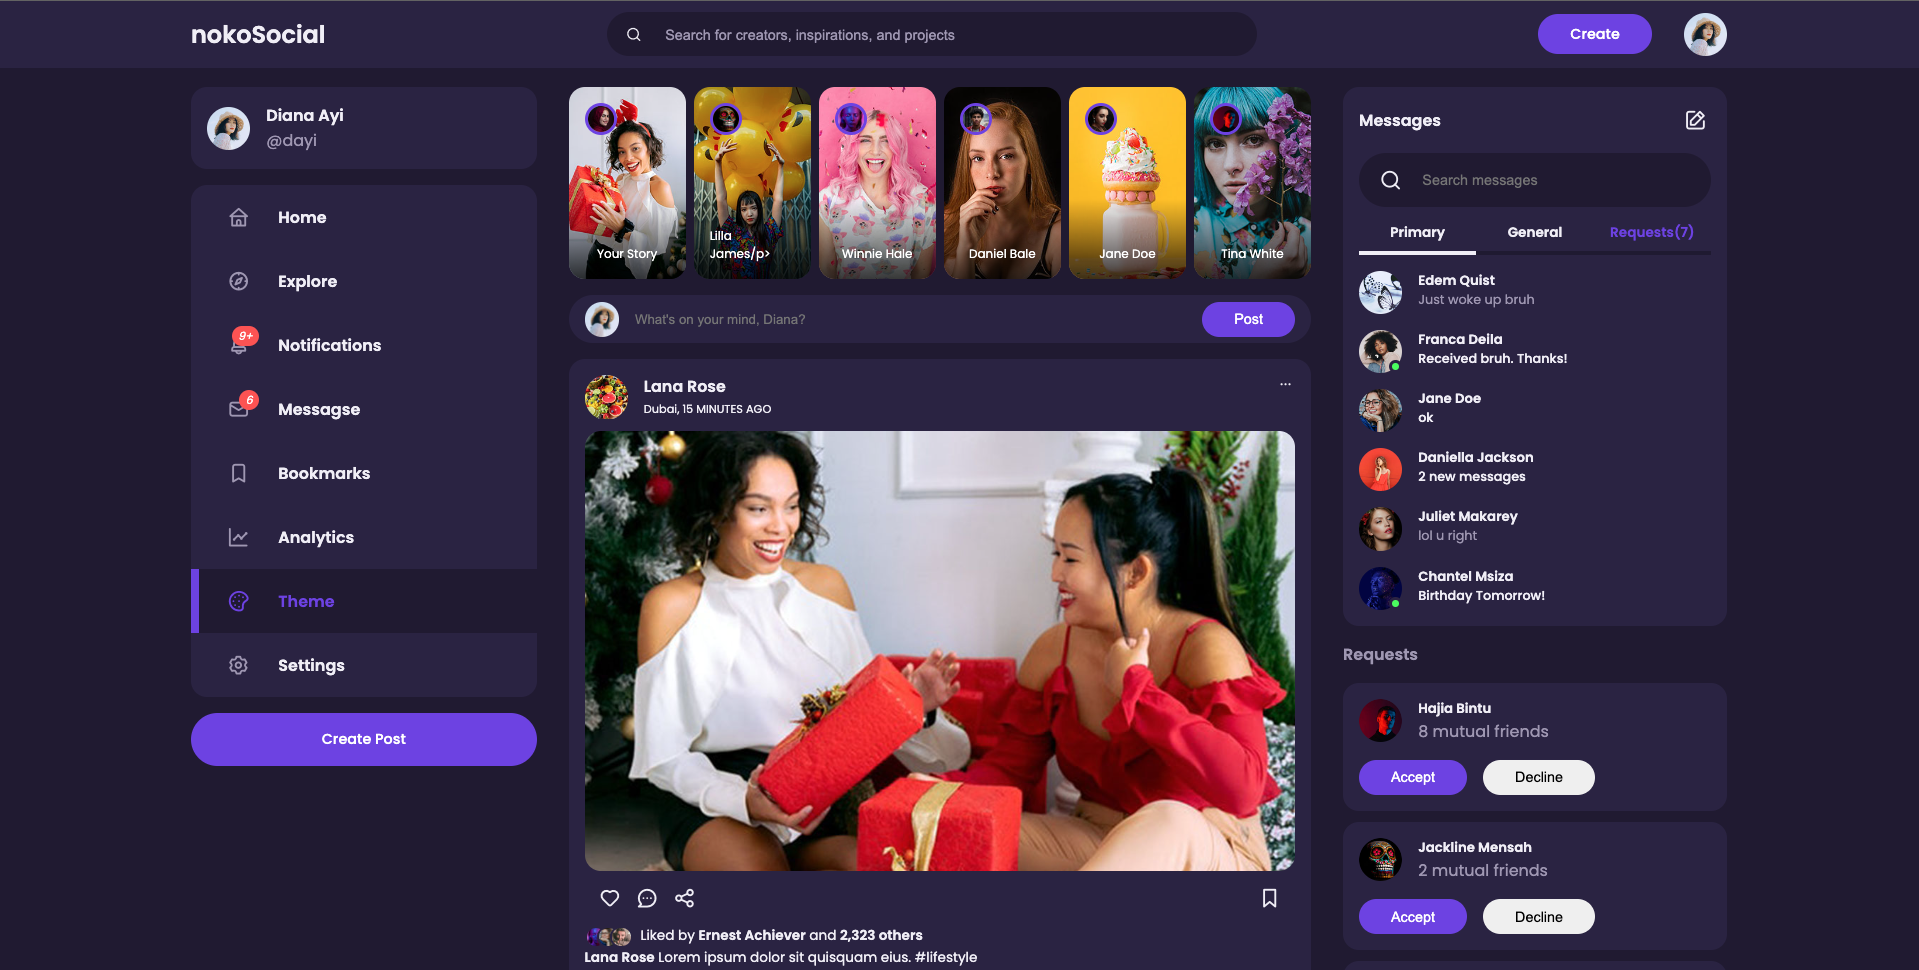 nokoSocial
Search for creators, inspirations, and projects
Create
Diana Ayi
@dayi
Home
Explore
9+
Notifications
6
Messagse
Bookmarks
Analytics
Theme
Settings
Create Post
Your Story
Lilla
James/p>
Winnie Hale
Daniel Bale
Jane Doe
Tina White
What's on your mind, Diana?
Post
Lana Rose
Dubai, 15 MINUTES AGO
Liked by Ernest Achiever and 2,323 others
Lana Rose Lorem ipsum dolor sit quisquam eius. #lifestyle
Messages
Search messages
Primary
General
Requests(7)
Edem Quist
Just woke up bruh
Franca Deila
Received bruh. Thanks!
Jane Doe
ok
Daniella Jackson
2 new messages
Juliet Makarey
lol u right
Chantel Msiza
Birthday Tomorrow!
Requests
Hajia Bintu
8 mutual friends
Accept
Decline
Jackline Mensah
2 mutual friends
Accept
Decline